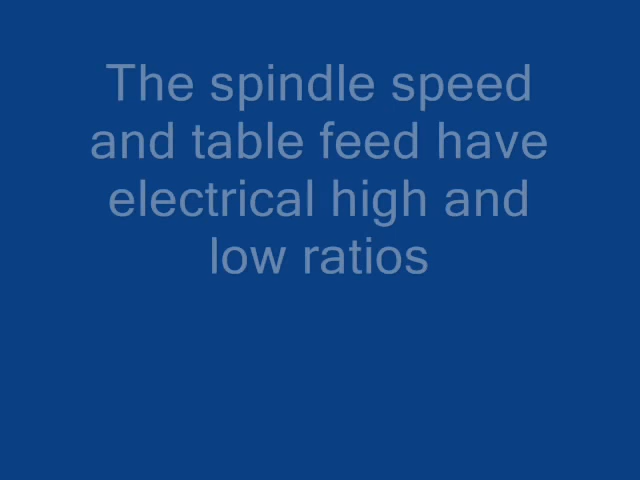 The spindle speed
and table feed have
electrical high and
low ratios